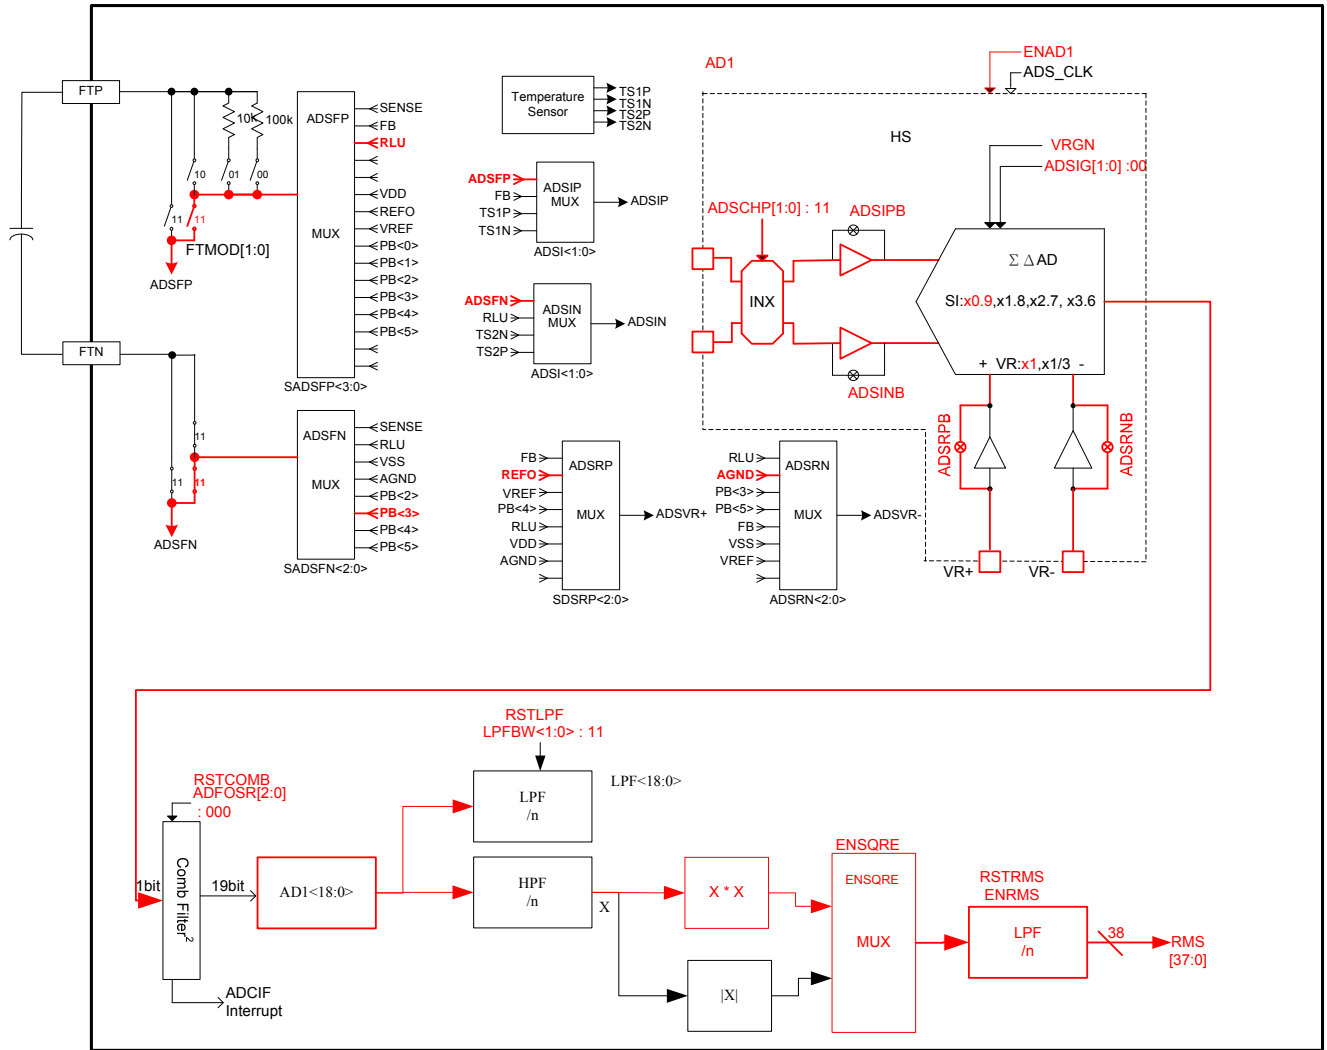 FTP
10k
100k
10
01
00
11
11
FTMOD[1:0]
ADSFP
FTN
11
11
11
ADSFN
ADSFP
MUX
SADSFP<3:0>
SENSE
FB
RLU
VDD
REFO
VREF
PB<0>
PB<1>
PB<2>
PB<3>
PB<4>
PB<5>
ADSFN
MUX
SADSFN<2:0>
SENSE
RLU
VSS
AGND
PB<2>
PB<3>
PB<4>
PB<5>
Temperature
Sensor
TS1P
TS1N
TS2P
TS2N
ADSFP
FB
TS1P
TS1N
ADSIP
MUX
ADSIP
ADSI<1:0>
ADSFN
RLU
TS2N
TS2P
ADSIN
MUX
ADSIN
ADSI<1:0>
FB
REFO
VREF
PB<4>
RLU
VDD
AGND
ADSRP
MUX
ADSVR+
SDSRP<2:0>
RLU
AGND
PB<3>
PB<5>
FB
VSS
VREF
ADSRN
MUX
ADSVR-
ADSRN<2:0>
AD1
ENAD1
ADS_CLK
HS
VRGN
ADSIG[1:0] :00
ADSCHP[1:0] : 11
ADSIPB
INX
ADSINB
Σ Δ AD
SI:x0.9,x1.8,x2.7, x3.6
+ VR:x1,x1/3 -
ADSRPB
ADSRNB
VR+
VR-
RSTCOMB
ADFOSR[2:0]
: 000
1bit
Comb Filter2
19bit
ADCIF
Interrupt
AD1<18:0>
RSTLPF
LPFBW<1:0> : 11
LPF
/n
LPF<18:0>
HPF
/n
X
X * X
|X|
ENSQRE
ENSQRE
MUX
RSTRMS
ENRMS
LPF
/n
38
RMS
[37:0]